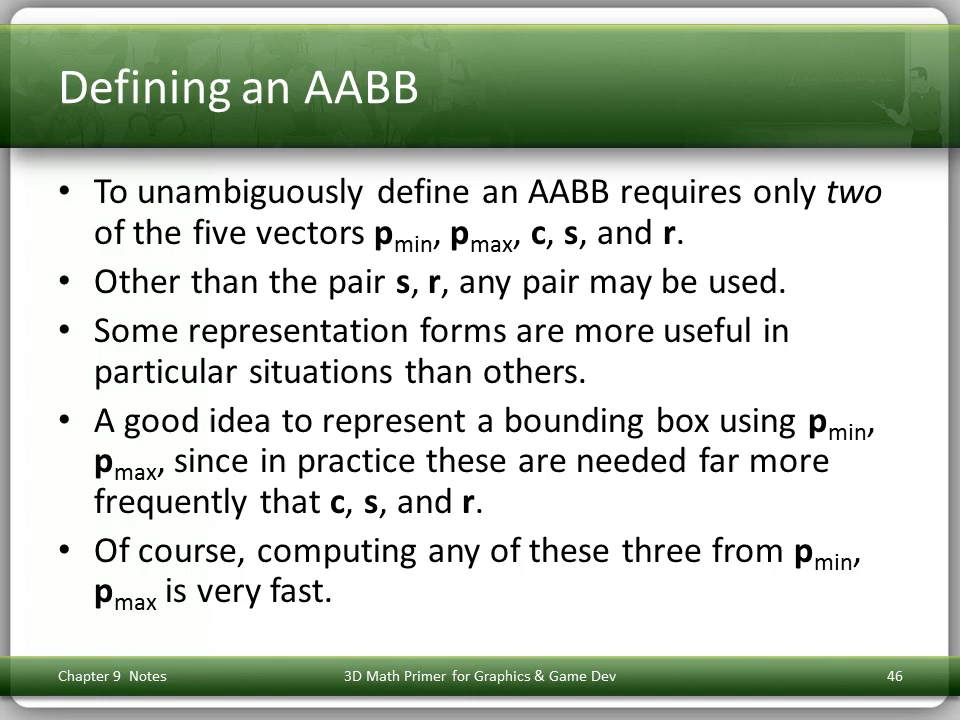 Defining an AABB
• To unambiguously define an AABB requires only two
of the five vectors pmin, pmax, c, s, and r.
• Other than the pair s, r, any pair may be used.
• Some representation forms are more useful in
particular situations than others.
• A good idea to represent a bounding box using pmin,
pmax, since in practice these are needed far more
frequently that c, s, and r.
• Of course, computing any of these three from pmin,
pmax is very fast.
Chapter 9 Notes
3D Math Primer for Graphics & Game Dev
46